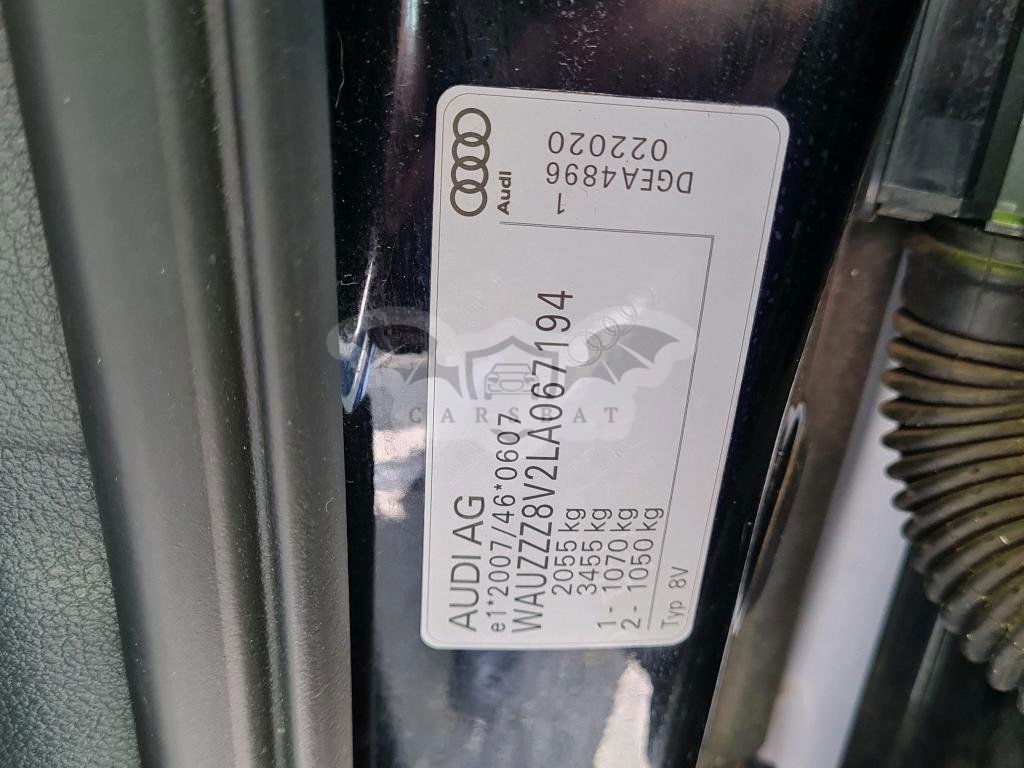 AUDI AG
e1*2007/46*0607
WAUZZZ8V2LA067194
2055 kg
3455 kg
1- 1070 kg
2- 1050 kg
Typ 8V
Audi
1
DGEA4896
022020
CARSBAT